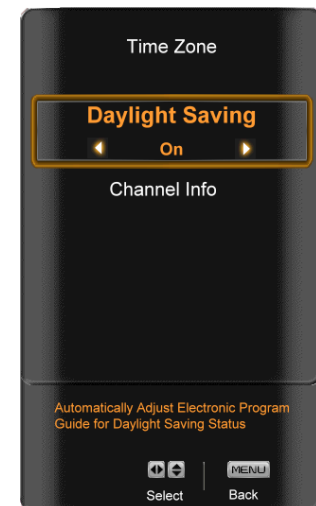 Time Zone
Daylight Saving
On
Channel Info
Automatically Adjust Electronic Program
Guide for Daylight Saving Status
MENU
Select
Back